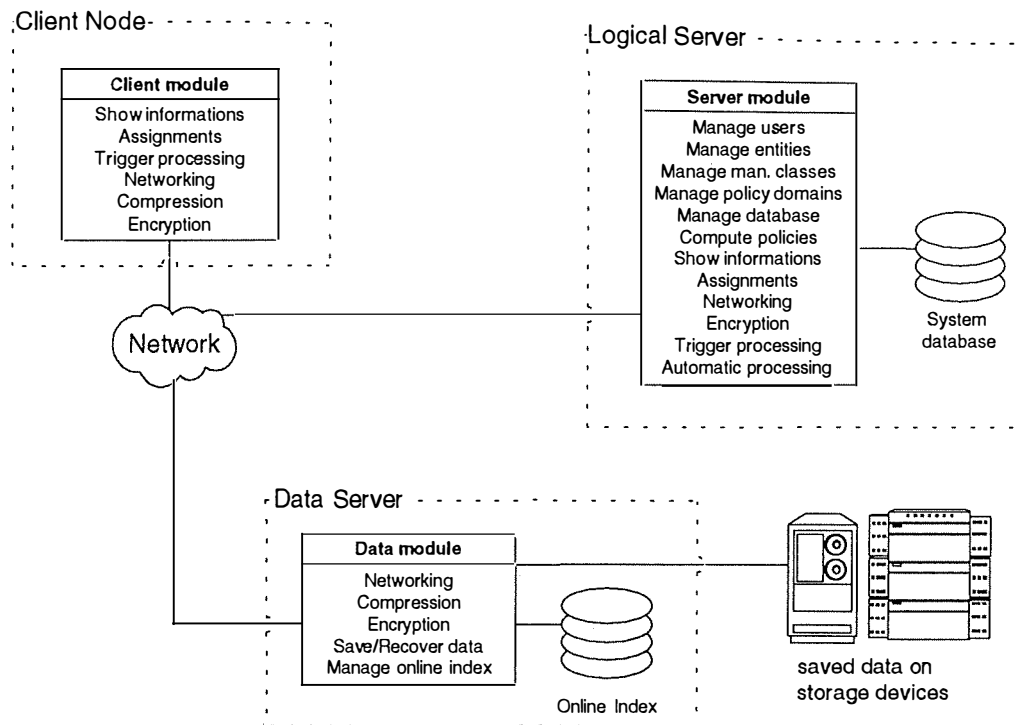 Client Node
Client module
Show informations
Assignments
Trigger processing
Networking
Compression
Encryption
Logical Server
Server module
Manage users
Manage entities
Manage man. classes
Manage policy domains
Manage database
Compute policies
Show informations
Assignments
Networking
Encryption
Trigger processing
Automatic processing
System
database
Network
Data Server
Data module
Networking
Compression
Encryption
Save/Recover data
Manage online index
Online Index
saved data on
storage devices